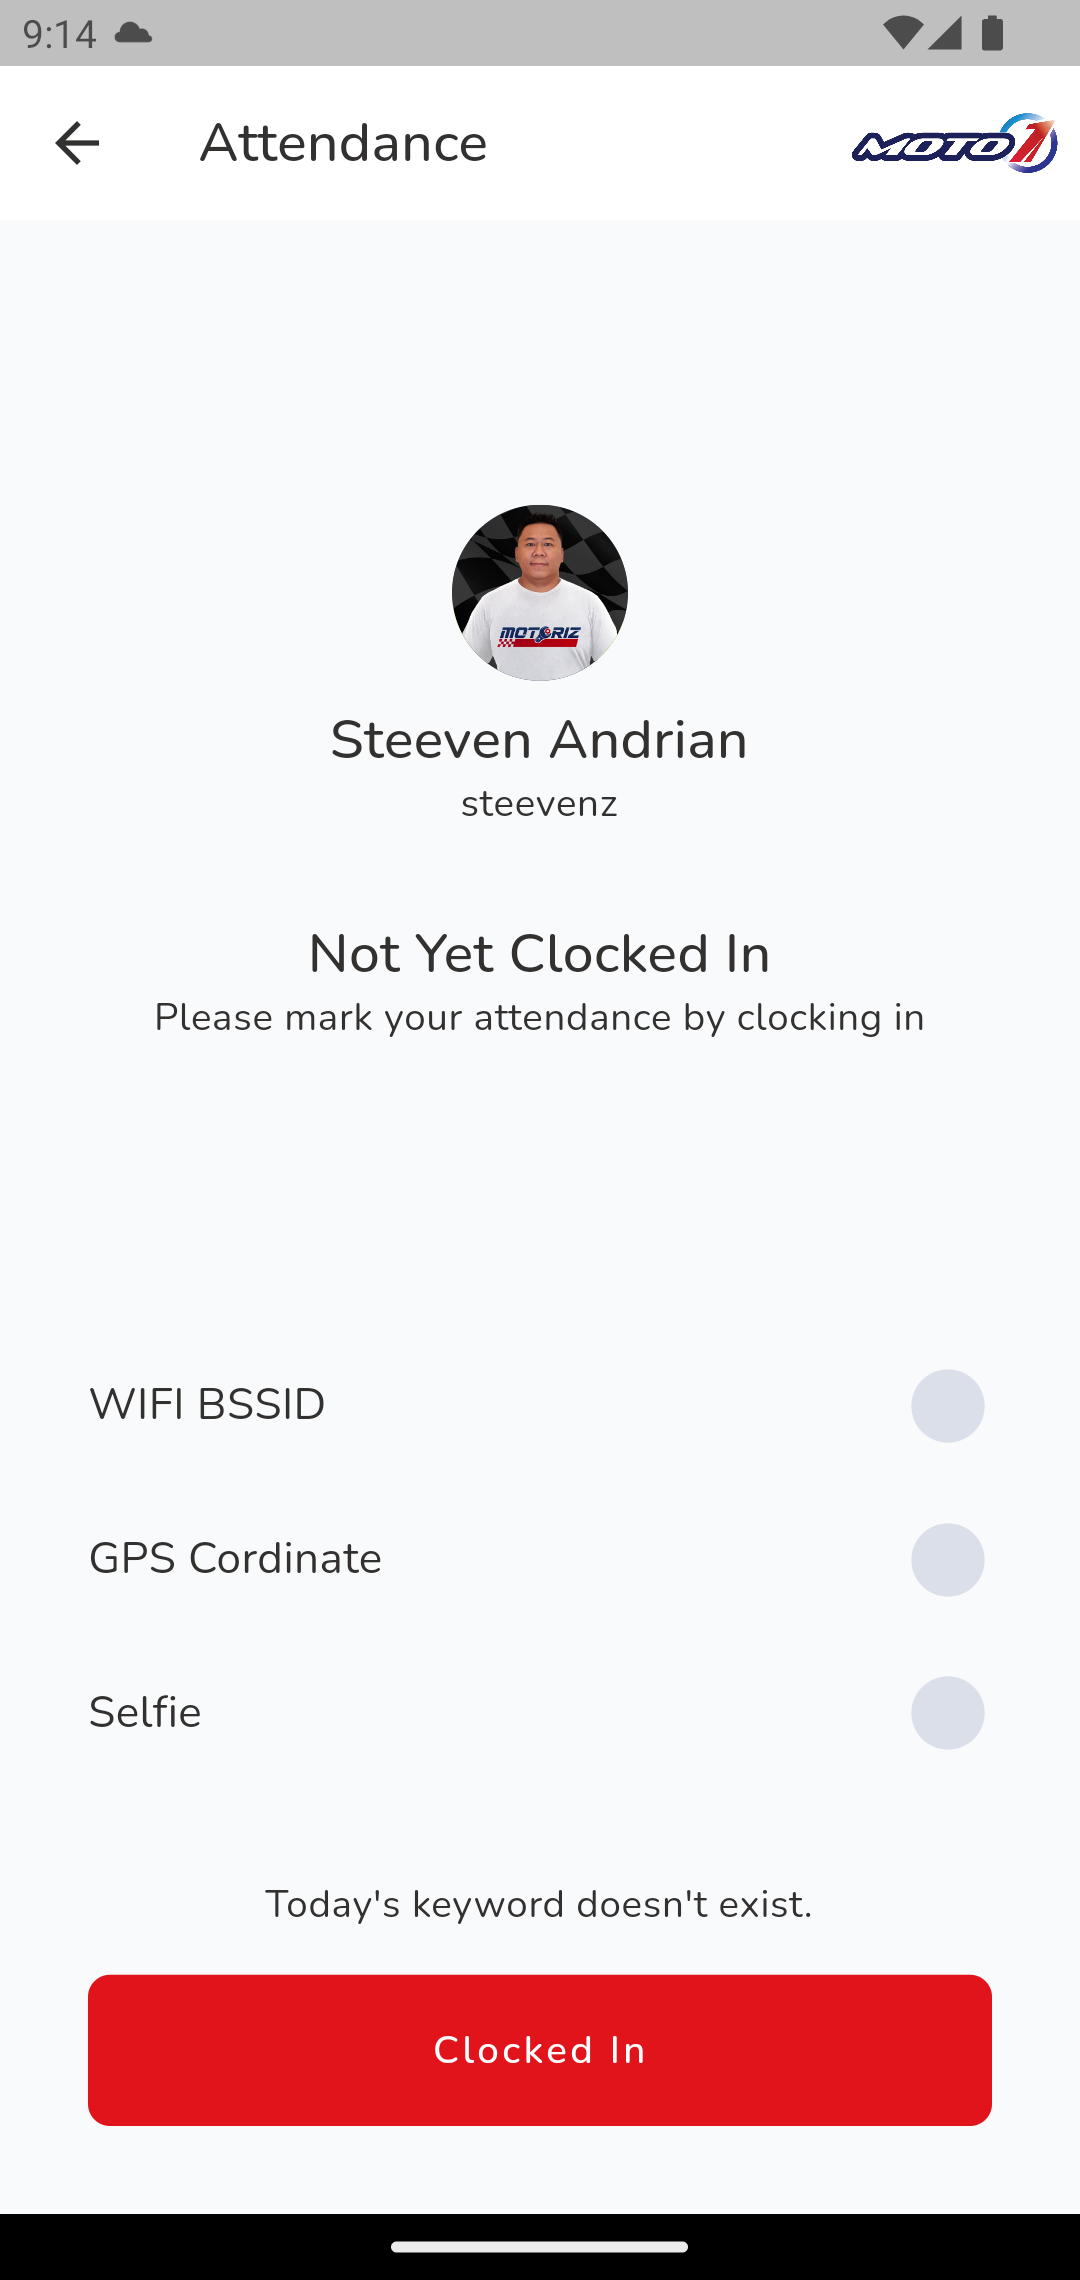 9:14
Attendance
MOTO1
MOTORIZ
Steeven Andrian
steevenz
Not Yet Clocked In
Please mark your attendance by clocking in
WIFI BSSID
GPS Cordinate
Selfie
Today's keyword doesn't exist.
Clocked In